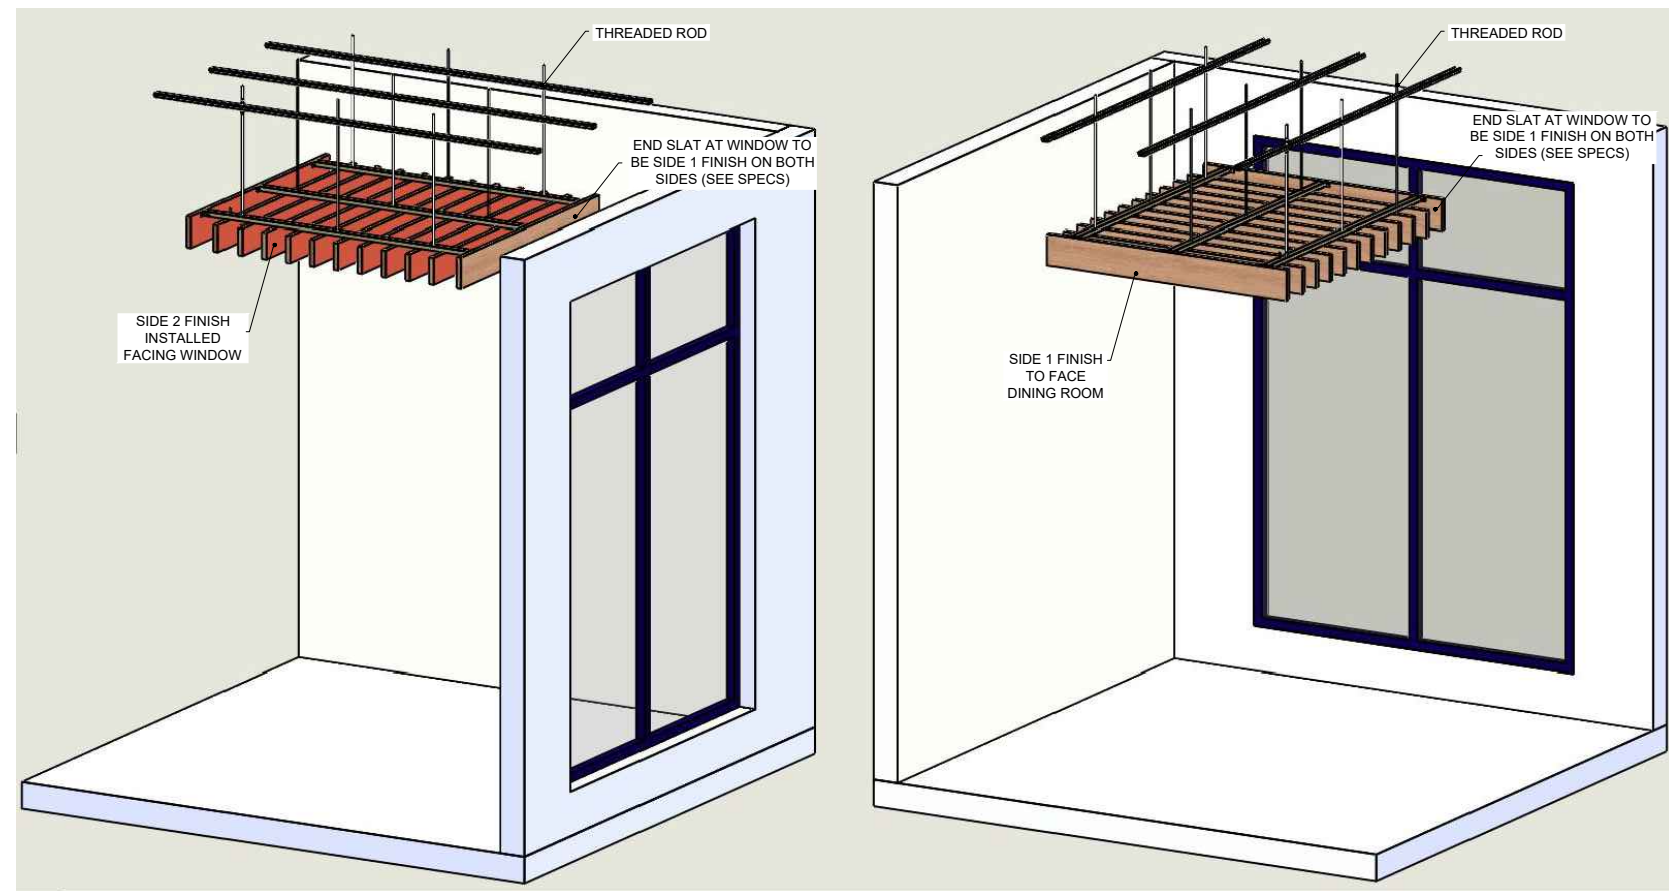 THREADED ROD
END SLAT AT WINDOW TO
BE SIDE 1 FINISH ON BOTH
SIDES (SEE SPECS)
SIDE 2 FINISH
INSTALLED
FACING WINDOW
THREADED ROD
END SLAT AT WINDOW TO
BE SIDE 1 FINISH ON BOTH
SIDES (SEE SPECS)
SIDE 1 FINISH
TO FACE
DINING ROOM